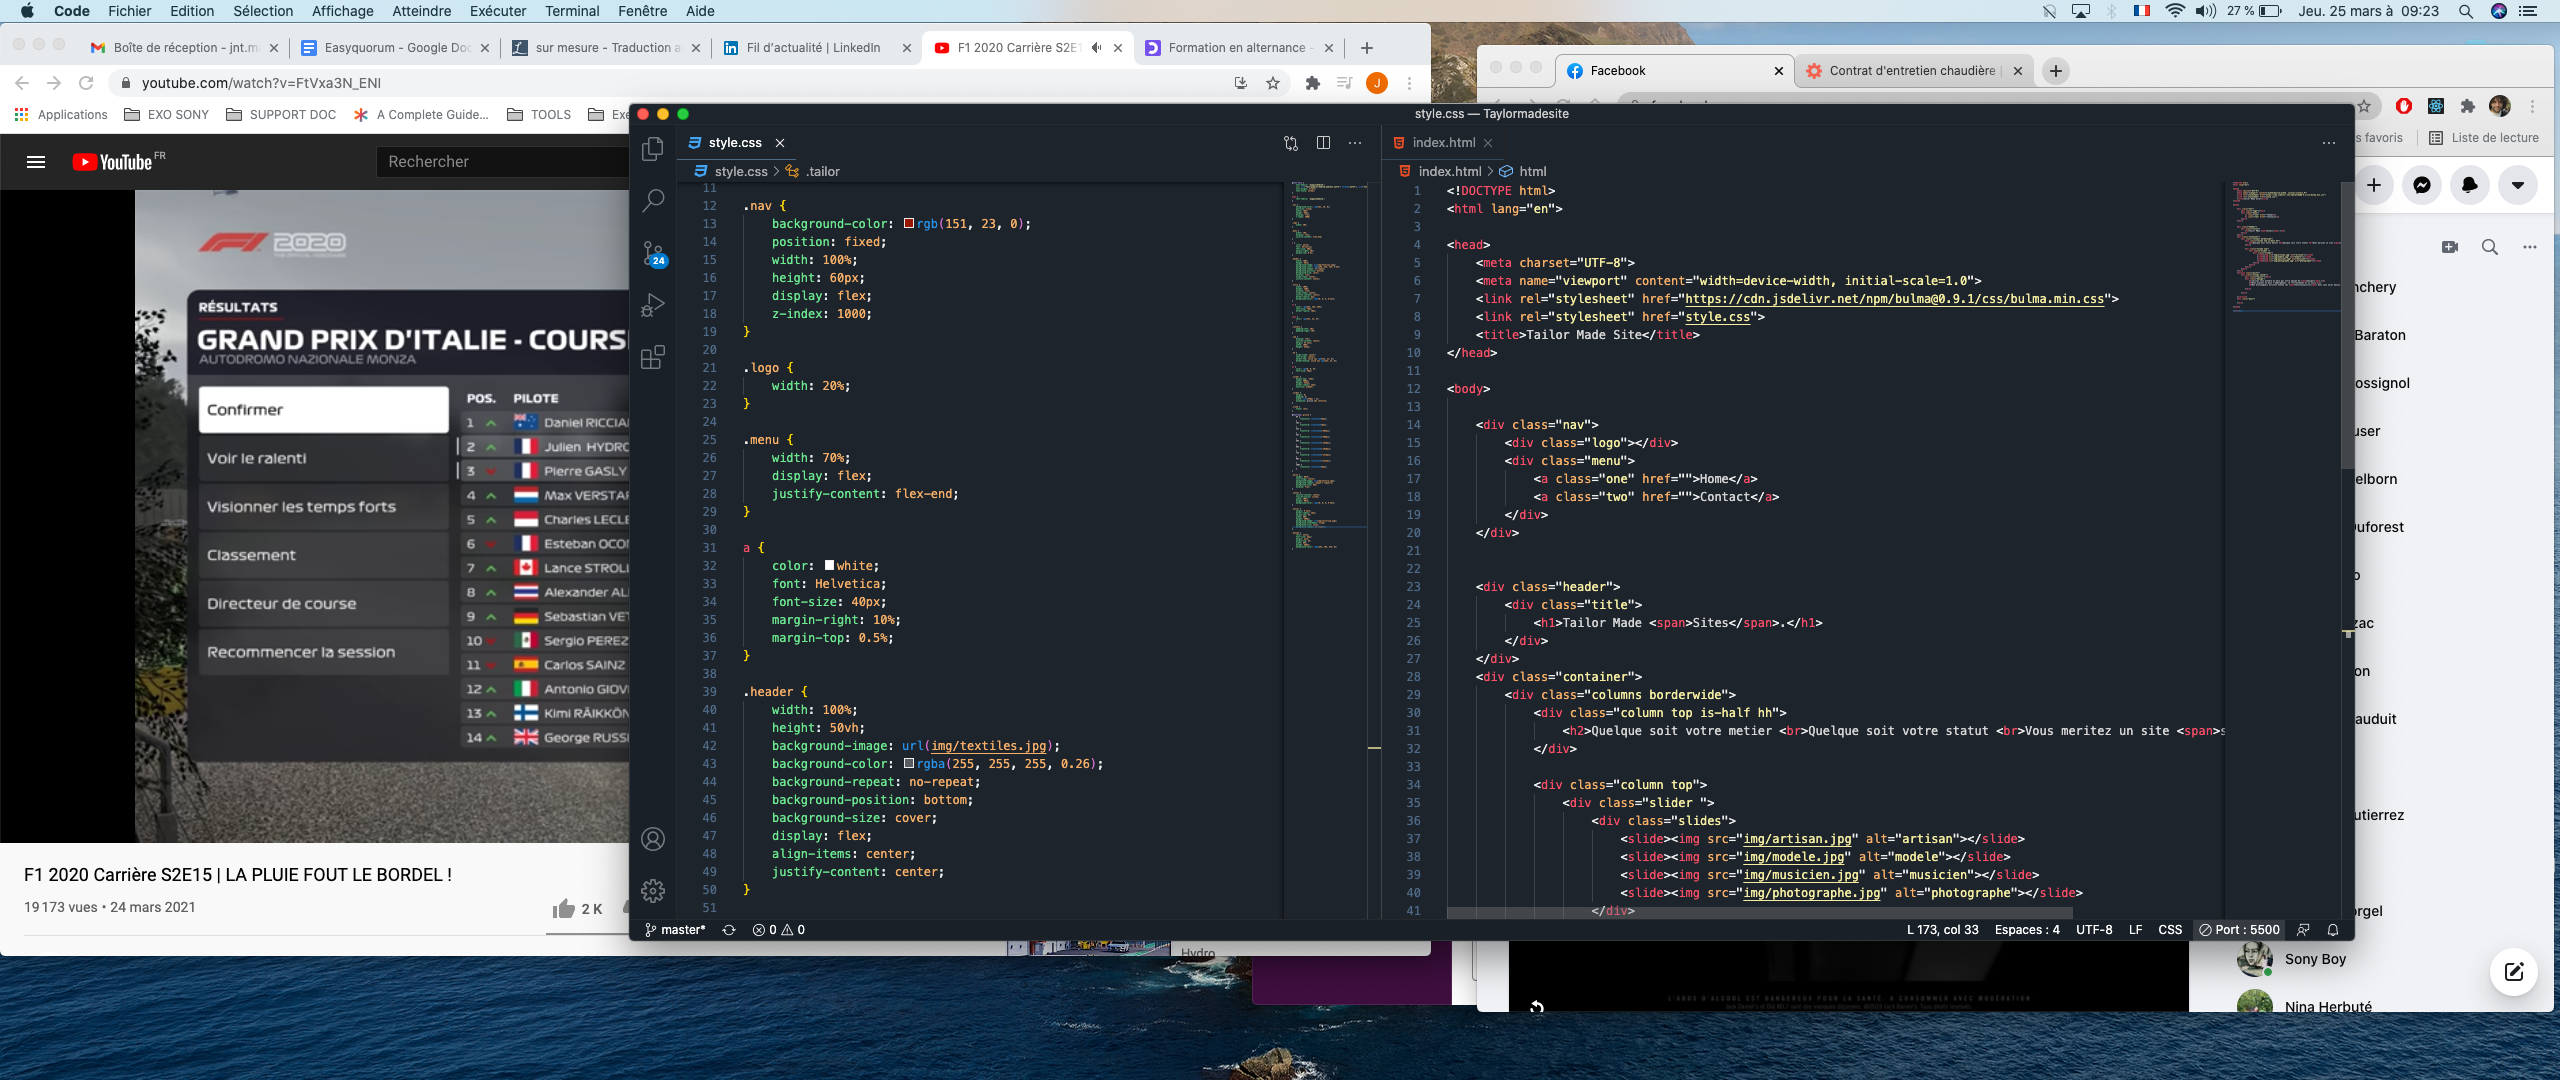 Code Fichier Edition Sélection Affichage Atteindre Exécuter Terminal Fenêtre Aide
27 % Jeu. 25 mars à 09:23
Boîte de réception - jnt.m
Easyquorum - Google Doc
sur mesure - Traduction a
Fil d'actualité | LinkedIn
F1 2020 Carrière S2E1
Formation en alternance -
youtube.com/watch?v=FtVxa3N_ENI
J
Applications EXO SONY SUPPORT DOC A Complete Guide... TOOLS Exe
YouTube FR
Rechercher
F1 2020
RÉSULTATS
GRAND PRIX D'ITALIE - COURS
AUTODROMO NAZIONALE MONZA
Confirmer
Voir le ralenti
Visionner les temps forts
Classement
Directeur de course
Recommencer la session
POS. PILOTE
1 Daniel RICCIA
2 Julien HYDRO
3 Pierre GASLY
4 Max VERSTAP
5 Charles LECLE
6 Esteban OCON
7 Lance STROLL
8 Alexander AL
9 Sebastian VET
10 Sergio PEREZ
11 Carlos SAINZ
12 Antonio GIOVI
13 Kimi RÄIKKÖN
14 George RUSSE
F1 2020 Carrière S2E15 | LA PLUIE FOUT LE BORDEL !
19 173 vues • 24 mars 2021
2 K
Hydro
style.css — Taylormadesite
style.css
style.css > .tailor
24
11
12 .nav {
13 background-color: rgb(151, 23, 0);
14 position: fixed;
15 width: 100%;
16 height: 60px;
17 display: flex;
18 z-index: 1000;
19 }
20
21 .logo {
22 width: 20%;
23 }
24
25 .menu {
26 width: 70%;
27 display: flex;
28 justify-content: flex-end;
29 }
30
31 a {
32 color: white;
33 font: Helvetica;
34 font-size: 40px;
35 margin-right: 10%;
36 margin-top: 0.5%;
37 }
38
39 .header {
40 width: 100%;
41 height: 50vh;
42 background-image: url(img/textiles.jpg);
43 background-color: rgba(255, 255, 255, 0.26);
44 background-repeat: no-repeat;
45 background-position: bottom;
46 background-size: cover;
47 display: flex;
48 align-items: center;
49 justify-content: center;
50 }
51
index.html
index.html > html
1 <!DOCTYPE html>
2 <html lang="en">
3
4 <head>
5 <meta charset="UTF-8">
6 <meta name="viewport" content="width=device-width, initial-scale=1.0">
7 <link rel="stylesheet" href="https://cdn.jsdelivr.net/npm/bulma@0.9.1/css/bulma.min.css">
8 <link rel="stylesheet" href="style.css">
9 <title>Tailor Made Site</title>
10 </head>
11
12 <body>
13
14 <div class="nav">
15 <div class="logo"></div>
16 <div class="menu">
17 <a class="one" href="">Home</a>
18 <a class="two" href="">Contact</a>
19 </div>
20 </div>
21
22
23 <div class="header">
24 <div class="title">
25 <h1>Tailor Made <span>Sites</span>.</h1>
26 </div>
27 </div>
28 <div class="container">
29 <div class="columns borderwide">
30 <div class="column top is-half hh">
31 <h2>Quelque soit votre metier <br>Quelque soit votre statut <br>Vous meritez un site <span>s
32 </div>
33
34 <div class="column top">
35 <div class="slider ">
36 <div class="slides">
37 <slide><img src="img/artisan.jpg" alt="artisan"></slide>
38 <slide><img src="img/modele.jpg" alt="modele"></slide>
39 <slide><img src="img/musicien.jpg" alt="musicien"></slide>
40 <slide><img src="img/photographe.jpg" alt="photographe"></slide>
41 </div>
master* 0 0
L 173, col 33 Espaces : 4 UTF-8 LF CSS Port : 5500
Facebook
Contrat d'entretien chaudière |
s favoris Liste de lecture
nchery
Baraton
ossignol
user
elborn
uforest
o
zac
on
auduit
utierrez
orgel
Sony Boy
Nina Herbuté
L'ABUS D'ALCOOL EST DANGEREUX POUR LA SANTÉ. À CONSOMMER AVEC MODÉRATION